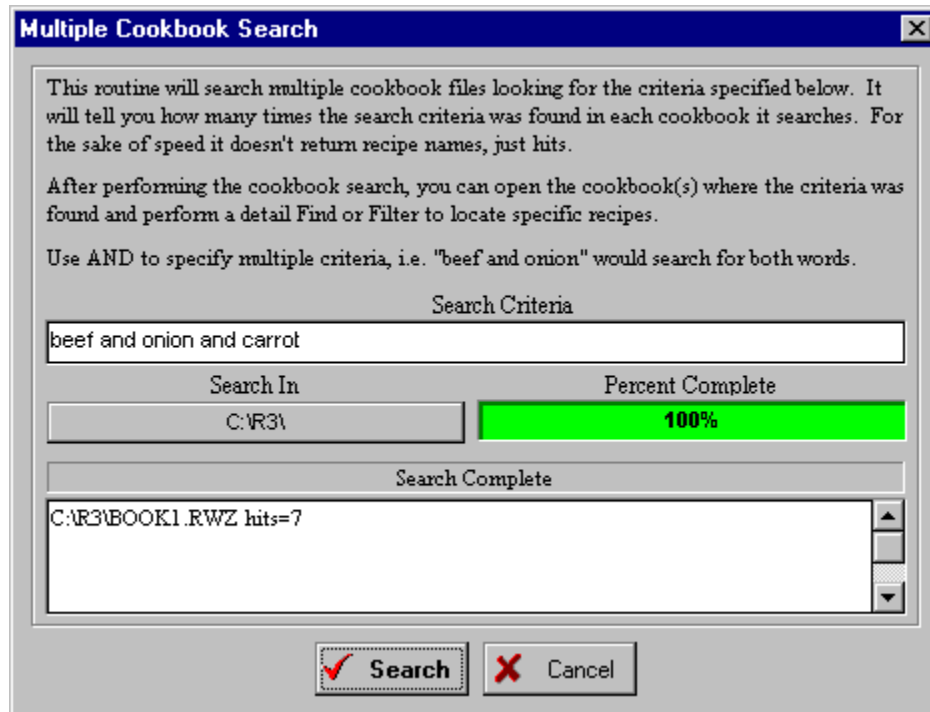 Multiple Cookbook Search
This routine will search multiple cookbook files looking for the criteria specified below.  It
will tell you how many times the search criteria was found in each cookbook it searches.  For
the sake of speed it doesn't return recipe names, just hits.
After performing the cookbook search, you can open the cookbook(s) where the criteria was
found and perform a detail Find or Filter to locate specific recipes.
Use AND to specify multiple criteria, i.e. "beef and onion" would search for both words.
Search Criteria
beef and onion and carrot
Search In
Percent Complete
C:\R3\
100%
Search Complete
C:\R3\BOOK1.RWZ hits=7
Search
Cancel